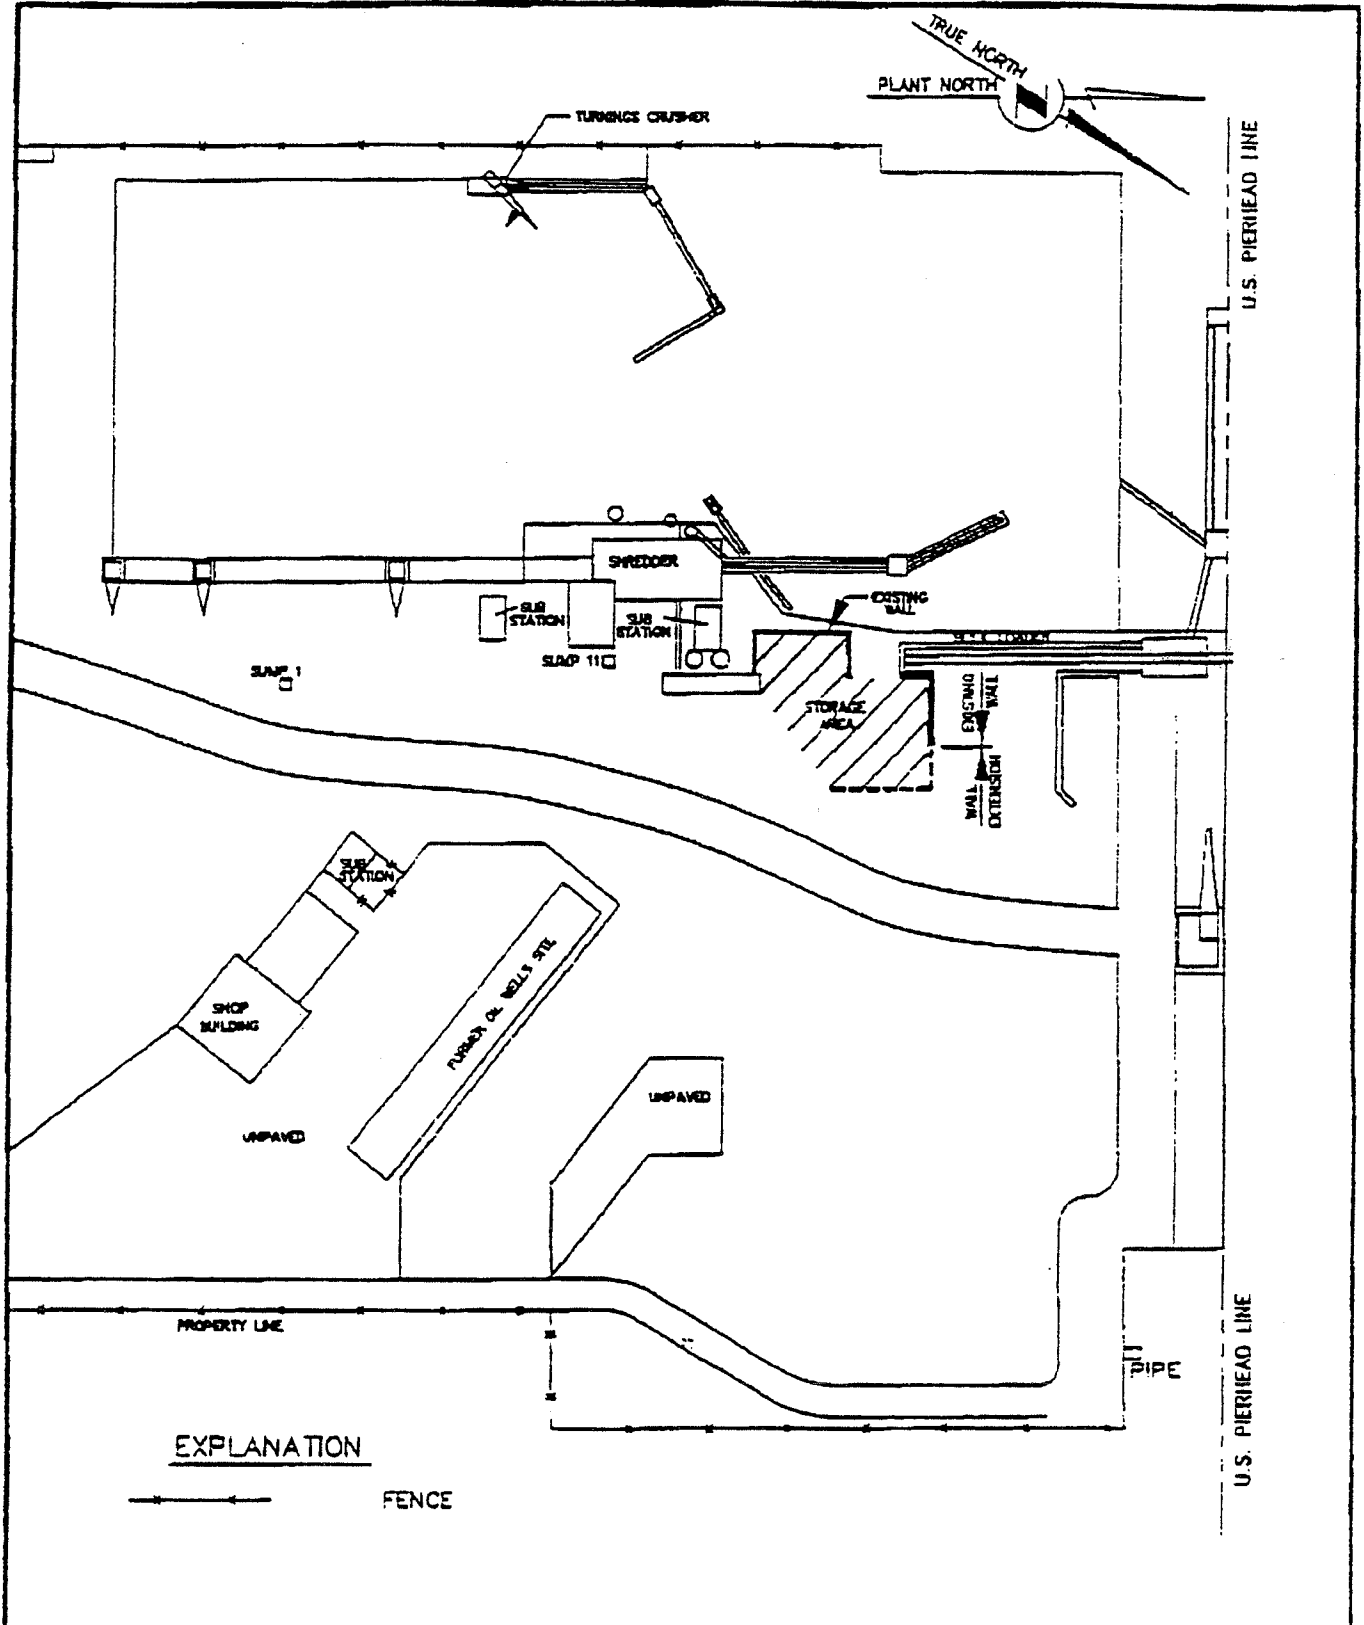 TRUE NORTH
PLANT NORTH
TURNINGS CRUSHER
U.S. PIERHEAD LINE
SHREDDER
SUB
STATION
SUB
STATION
EXISTING
WALL
SUMP 11
SUMP 1
STORAGE
AREA
EXISTING
WALL
WALL
EXTENSION
SUB
STATION
FORMER OIL WELLS SITE
SHOP
BUILDING
UNPAVED
UNPAVED
PROPERTY LINE
PIPE
U.S. PIERHEAD LINE
EXPLANATION
FENCE